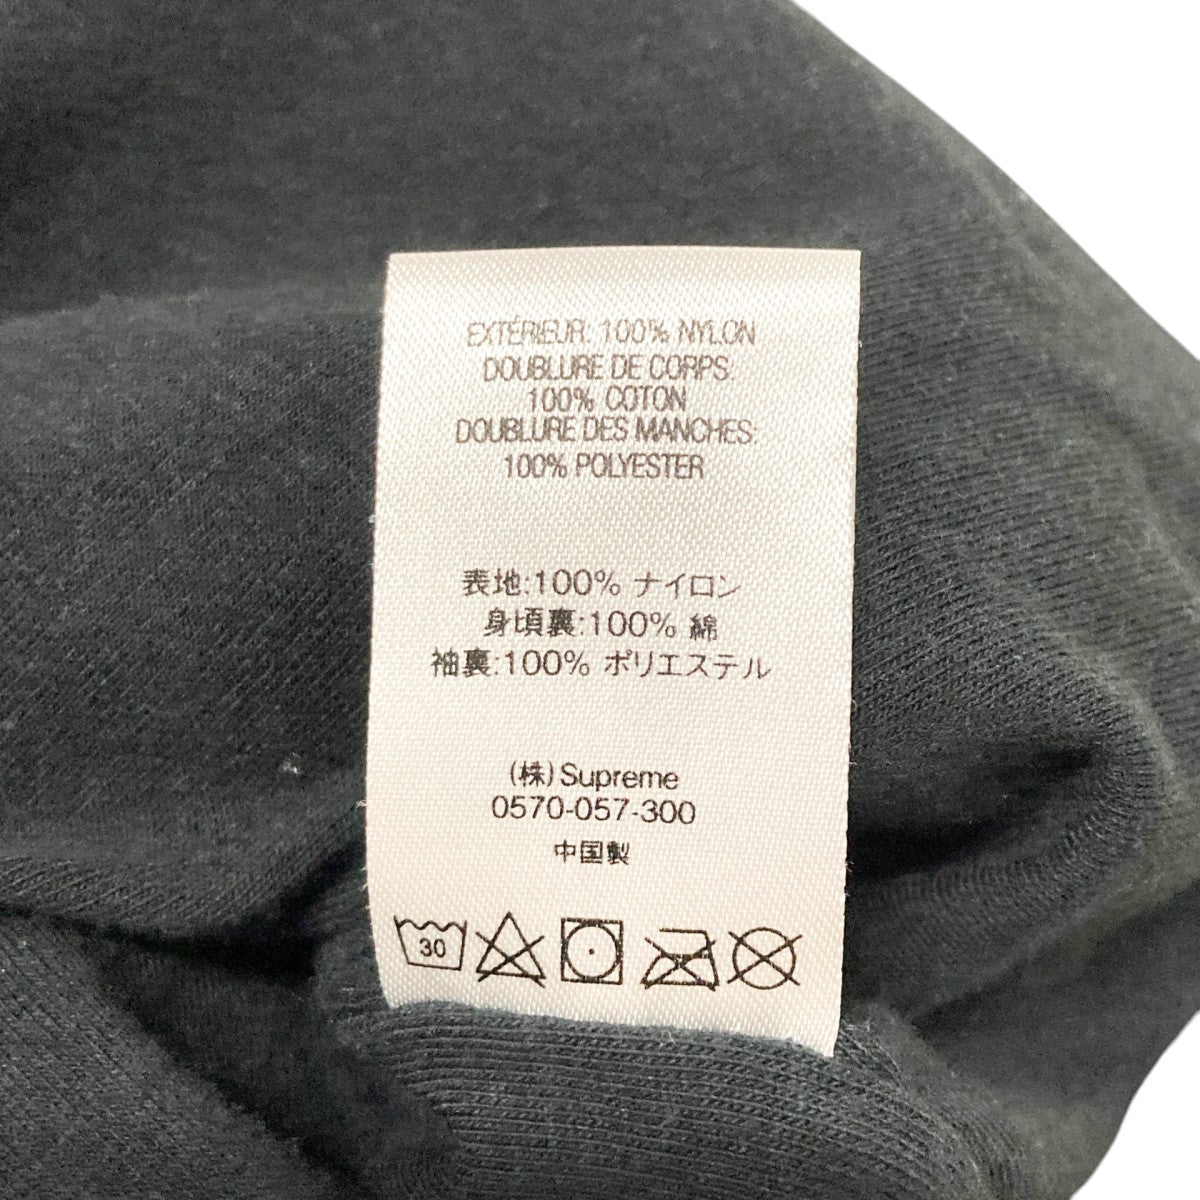 EXTÉRIEUR: 100% NYLON
DOUBLURE DE CORPS:
100% COTON
DOUBLURE DES MANCHES:
100% POLYESTER
表地:100% ナイロン
身頃裏:100% 綿
袖裏:100% ポリエステル
(株)Supreme
0570-057-300
中国製
30